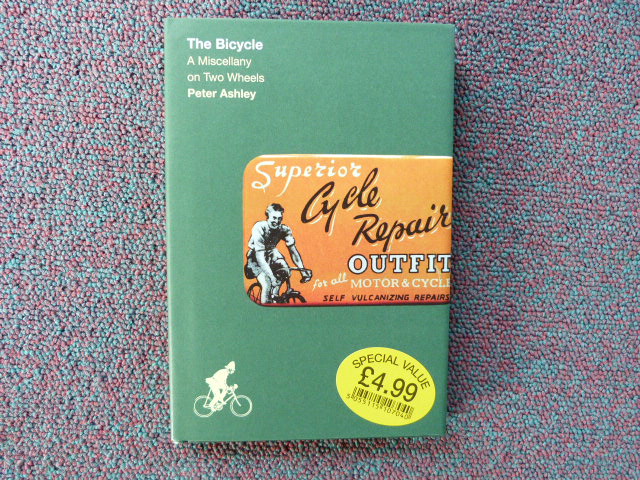 The Bicycle
A Miscellany
on Two Wheels
Peter Ashley
Superior
Cycle
Repair
OUTFIT
for all MOTOR & CYCLE
SELF VULCANIZING REPAIRS
SPECIAL VALUE
£4.99